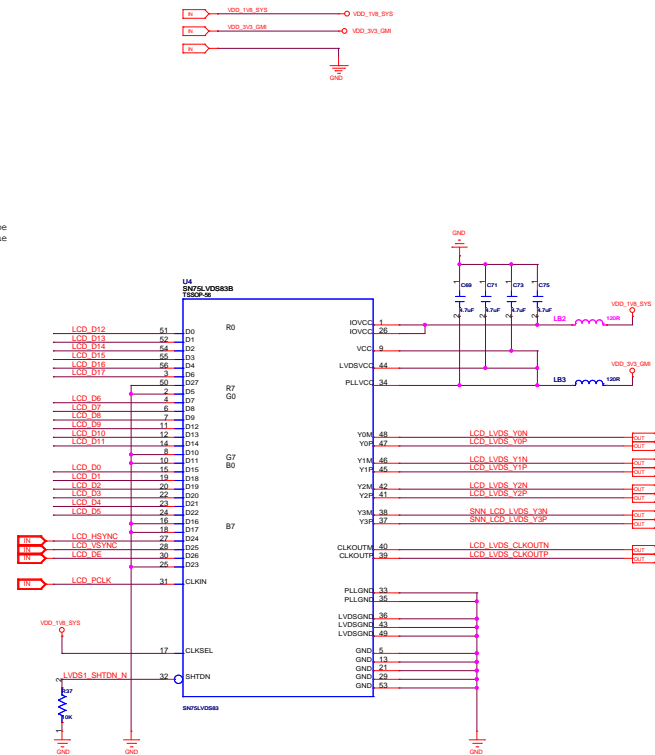 IN VDD_1V8_SYS VDD_1V8_SYS
IN VDD_3V3_GMI VDD_3V3_GMI
IN
GND
GND
U4
SN75LVDS83B
TSSOP-56
1 C69 1 C71 1 C73 1 C75
2 4.7uF 2 4.7uF 2 4.7uF 2 4.7uF
VDD_1V8_SYS
LB2 120R
VDD_3V3_GMI
LB3 120R
LCD_D12 51 D0 R0
LCD_D13 52 D1
LCD_D14 54 D2
LCD_D15 55 D3
LCD_D16 56 D4
LCD_D17 3 D6
50 D27 R7
2 D5 G0
LCD_D6 4 D7
LCD_D7 6 D8
LCD_D8 7 D9
LCD_D9 11 D12
LCD_D10 12 D13
LCD_D11 14 D14
8 D10 G7
10 D11 B0
LCD_D0 15 D15
LCD_D1 19 D18
LCD_D2 20 D19
LCD_D3 22 D20
LCD_D4 23 D21
LCD_D5 24 D22
16 D16 B7
18 D17
IN LCD_HSYNC 27 D24
IN LCD_VSYNC 28 D25
IN LCD_DE 30 D26
25 D23
IN LCD_PCLK 31 CLKIN
VDD_1V8_SYS
17 CLKSEL
LVDS1_SHTDN_N 32 SHTDN
2 R37
10K
1
GND
GND
SN75LVDS83
IOVCC 1
IOVCC 26
VCC 9
LVDSVCC 44
PLLVCC 34
Y0M 48 LCD_LVDS_Y0N OUT
Y0P 47 LCD_LVDS_Y0P OUT
Y1M 46 LCD_LVDS_Y1N OUT
Y1P 45 LCD_LVDS_Y1P OUT
Y2M 42 LCD_LVDS_Y2N OUT
Y2P 41 LCD_LVDS_Y2P OUT
Y3M 38 SNN_LCD_LVDS_Y3N OUT
Y3P 37 SNN_LCD_LVDS_Y3P OUT
CLKOUTM 40 LCD_LVDS_CLKOUTN OUT
CLKOUTP 39 LCD_LVDS_CLKOUTP OUT
PLLGND 33
PLLGND 35
LVDSGND 36
LVDSGND 43
LVDSGND 49
GND 5
GND 13
GND 21
GND 29
GND 53
GND